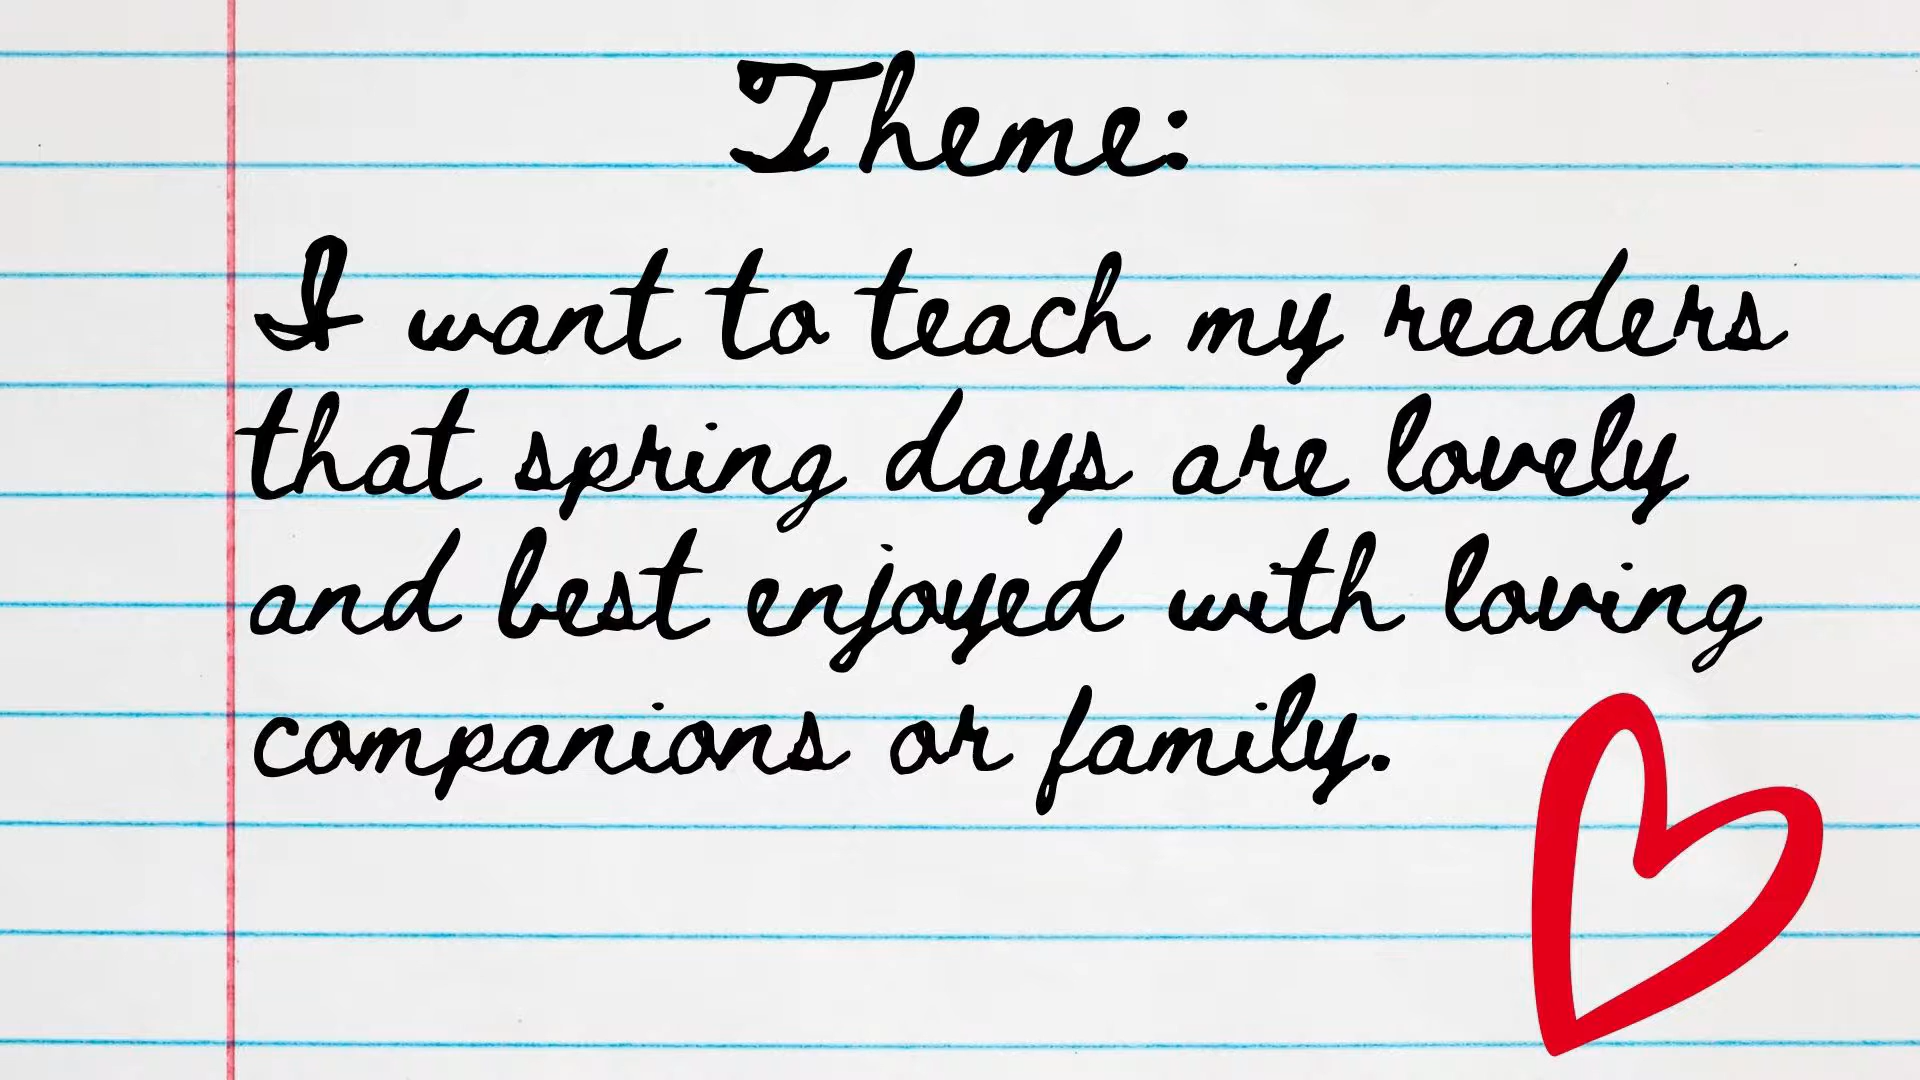 Theme:
I want to teach my readers
that spring days are lovely
and best enjoyed with loving
companions or family.